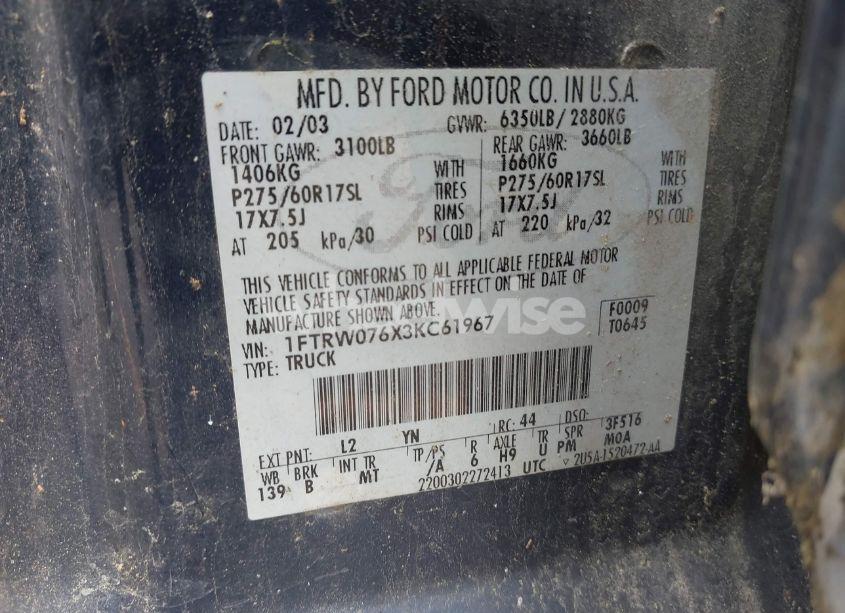 MFD. BY FORD MOTOR CO. IN U.S.A.
DATE: 02/03 GVWR: 6350LB/2880KG
FRONT GAWR: 3100LB REAR GAWR: 3660LB
1406KG WITH 1660KG WITH
P275/60R17SL TIRES P275/60R17SL TIRES
17X7.5J RIMS 17X7.5J RIMS
AT 205 kPa/30 PSI COLD AT 220 kPa/32 PSI COLD
THIS VEHICLE CONFORMS TO ALL APPLICABLE FEDERAL MOTOR
VEHICLE SAFETY STANDARDS IN EFFECT ON THE DATE OF
MANUFACTURE SHOWN ABOVE.
VIN: 1FTRW076X3KC61967 F0009
TYPE: TRUCK T0645
EXT PNT: L2 YN RC: 44 DSO: 3F516
WB BRK INT TR TP/PS R AXLE TR SPR
139 B MT /A 6 H9 U PM MOA
2200302272413 UTC 2U5A-1520472-AA
Ford
wise